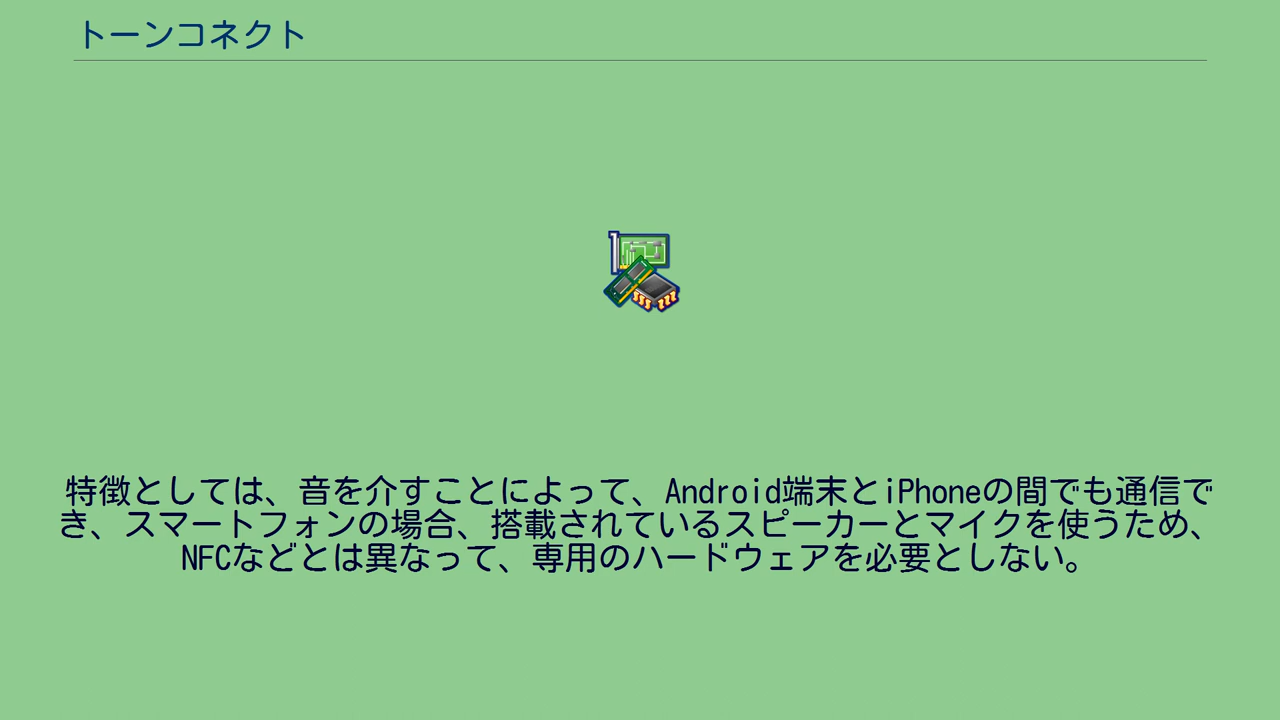 トーンコネクト
特徴としては、音を介すことによって、Android端末とiPhoneの間でも通信で
き、スマートフォンの場合、搭載されているスピーカーとマイクを使うため、
NFCなどとは異なって、専用のハードウェアを必要としない。